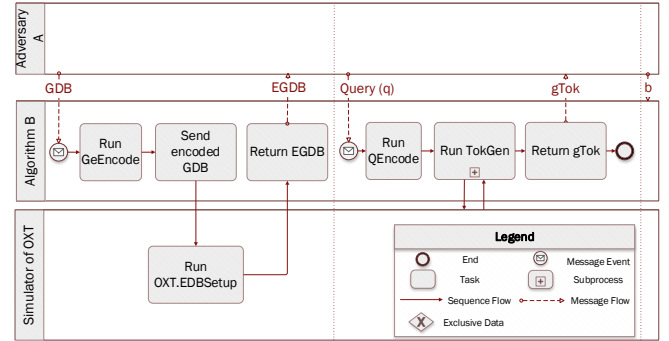 Adversary
A
GDB
EGDB
Query (q)
gTok
b
Algorithm B
Run
GeEncode
Send
encoded
GDB
Return EGDB
Run
QEncode
Run TokGen
Return gTok
Simulator of OXT
Run
OXT.EDBSetup
Legend
End
Message Event
Task
Subprocess
Sequence Flow
Message Flow
X
Exclusive Data